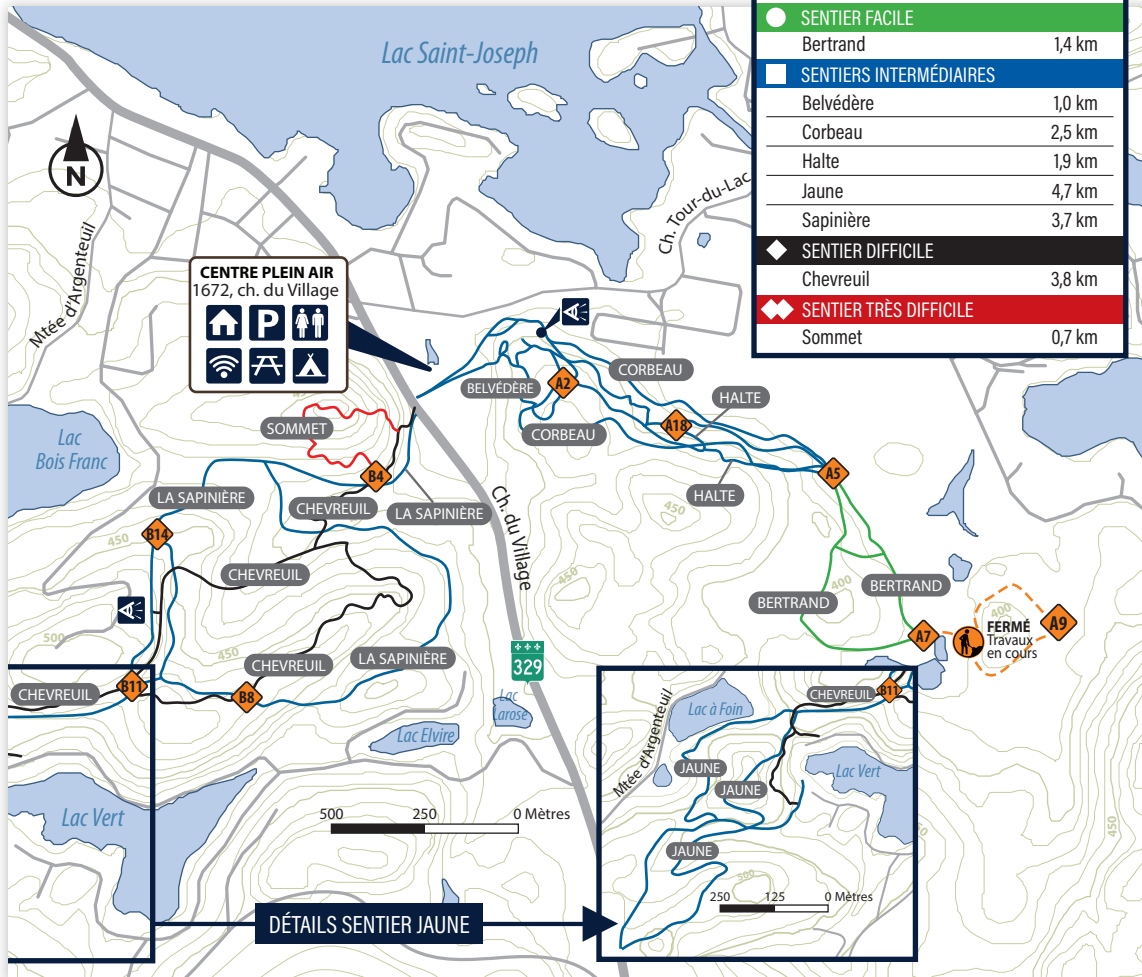 SENTIER FACILE
Bertrand 1,4 km
SENTIERS INTERMÉDIAIRES
Belvédère 1,0 km
Corbeau 2,5 km
Halte 1,9 km
Jaune 4,7 km
Sapinière 3,7 km
SENTIER DIFFICILE
Chevreuil 3,8 km
SENTIER TRÈS DIFFICILE
Sommet 0,7 km
Lac Saint-Joseph
N
Mtée d'Argenteuil
Ch. Tour-du-Lac
CENTRE PLEIN AIR
1672, ch. du Village
P
BELVÉDÈRE
A2
CORBEAU
HALTE
A18
CORBEAU
A5
HALTE
SOMMET
B4
Lac
Bois Franc
LA SAPINIÈRE
CHEVREUIL
LA SAPINIÈRE
Ch. du Village
450
450
B14
450
CHEVREUIL
450
400
BERTRAND
BERTRAND
400
A9
A7
FERMÉ
Travaux
en cours
500
450
CHEVREUIL
LA SAPINIÈRE
329
CHEVREUIL
B11
B8
Lac
Larose
Lac Elvire
Lac Vert
500 250 0 Mètres
CHEVREUIL
B11
Lac à Foin
Mtée d'Argenteuil
JAUNE
JAUNE
Lac Vert
JAUNE
500
250 125 0 Mètres
450
DÉTAILS SENTIER JAUNE